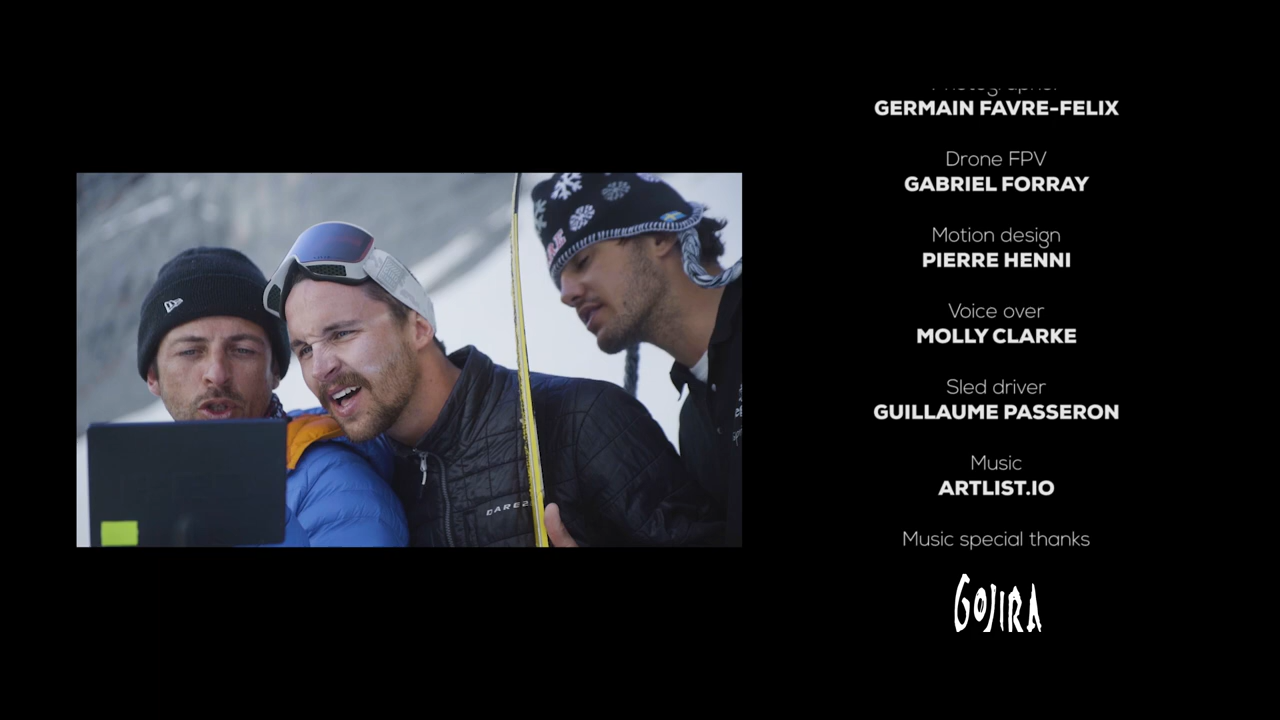 Photographer
GERMAIN FAVRE-FELIX
Drone FPV
GABRIEL FORRAY
Motion design
PIERRE HENNI
Voice over
MOLLY CLARKE
Sled driver
GUILLAUME PASSERON
Music
ARTLIST.IO
Music special thanks
GOJIRA